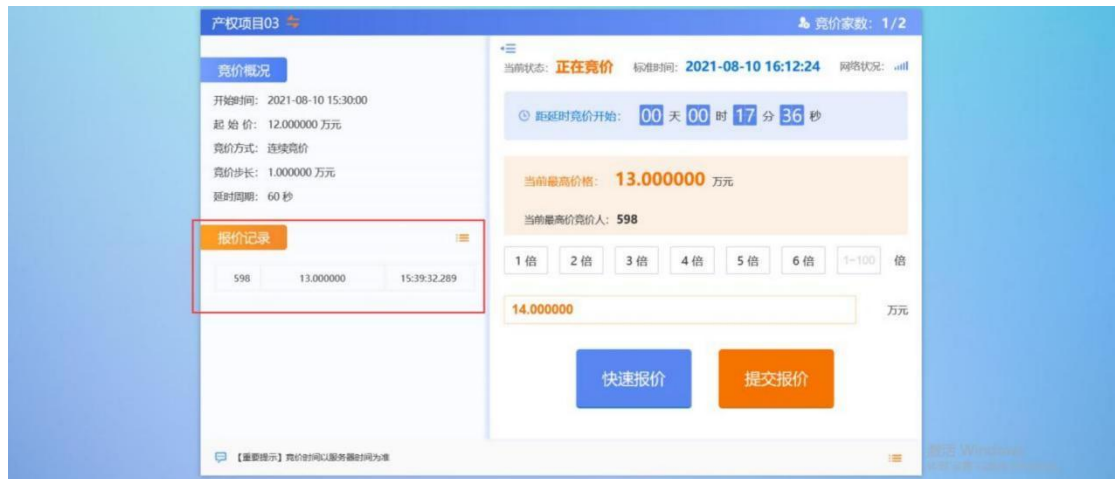 产权项目03
竞价家数：1/2
竞价概况
开始时间： 2021-08-10 15:30:00
起 始 价： 12.000000 万元
竞价方式： 连续竞价
竞价步长： 1.000000 万元
延时周期： 60 秒
报价记录
598 13.000000 15:39:32.289
当前状态：正在竞价 标准时间：2021-08-10 16:12:24 网络状况：
距延时竞价开始： 00 天 00 时 17 分 36 秒
当前最高价格： 13.000000 万元
当前最高价竞价人：598
1 倍 2 倍 3 倍 4 倍 5 倍 6 倍 1~100 倍
14.000000 万元
快速报价 提交报价
【重要提示】竞价时间以服务器时间为准
激活 Windows